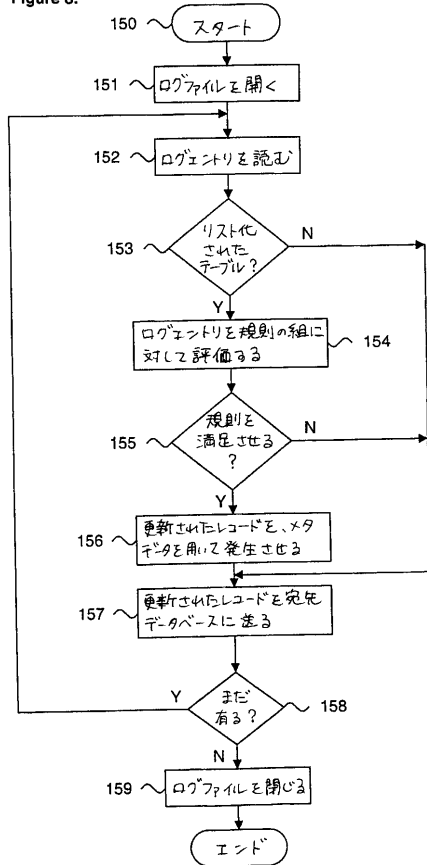 Figure 8.
150
スタート
151
ログファイルを開く
152
ログエントリを読む
153
リスト化
された
テーブル?
N
Y
ログエントリを規則の組に
対して評価する
154
155
規則を
満足させる
?
N
Y
156
更新されたレコードを、メタ
データを用いて発生させる
157
更新されたレコードを宛先
データベースに送る
Y
まだ
有る?
158
N
159
ログファイルを閉じる
エンド